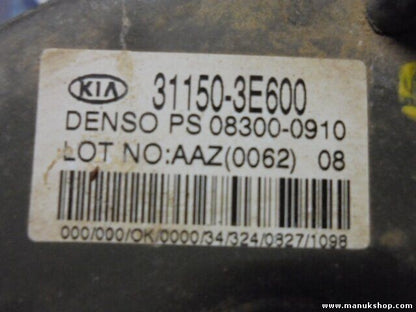 KIA 31150-3E600
DENSO PS 08300-0910
LOT NO:AAZ(0062) 08
000/000/OK/0000/34/324/0827/1098
www.manukshop.com